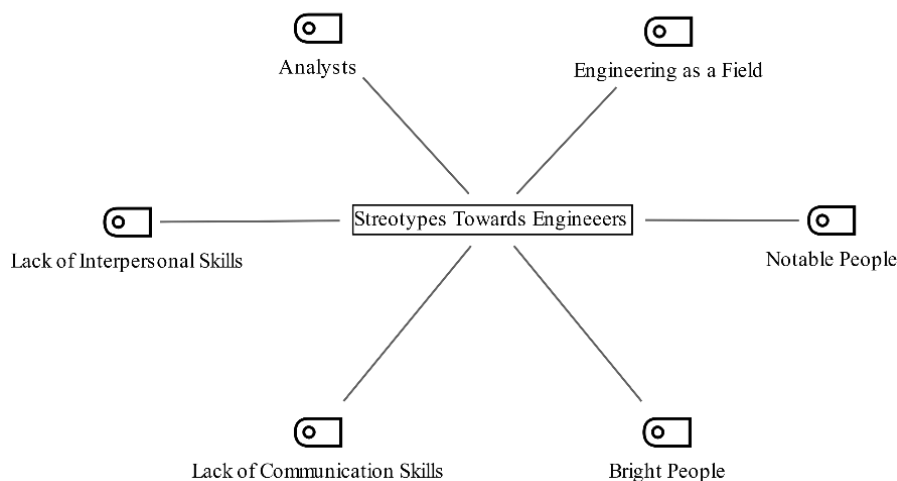 Analysts
Engineering as a Field
Streotypes Towards Engineeers
Lack of Interpersonal Skills
Notable People
Lack of Communication Skills
Bright People